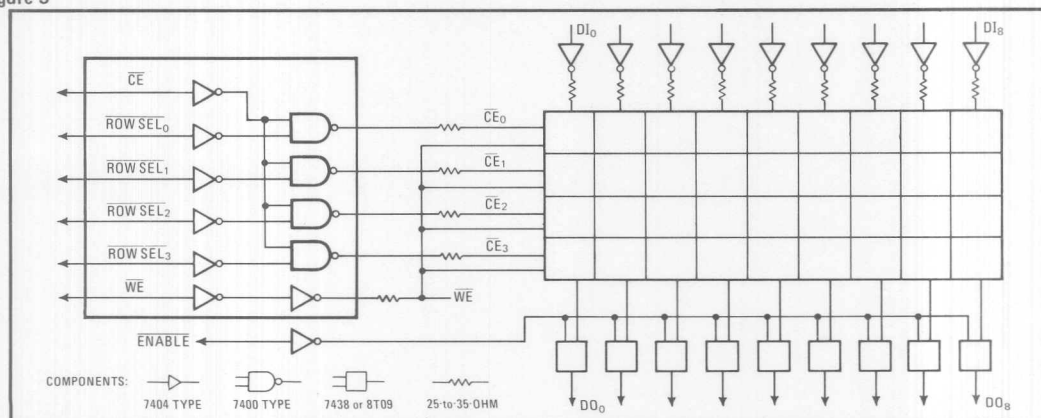 DI0
DI8
CE
ROW SEL0
CE0
ROW SEL1
CE1
ROW SEL2
CE2
ROW SEL3
CE3
WE
WE
ENABLE
COMPONENTS:
7404 TYPE
7400 TYPE
7438 or 8T09
25-to-35-OHM
DO0
DO8